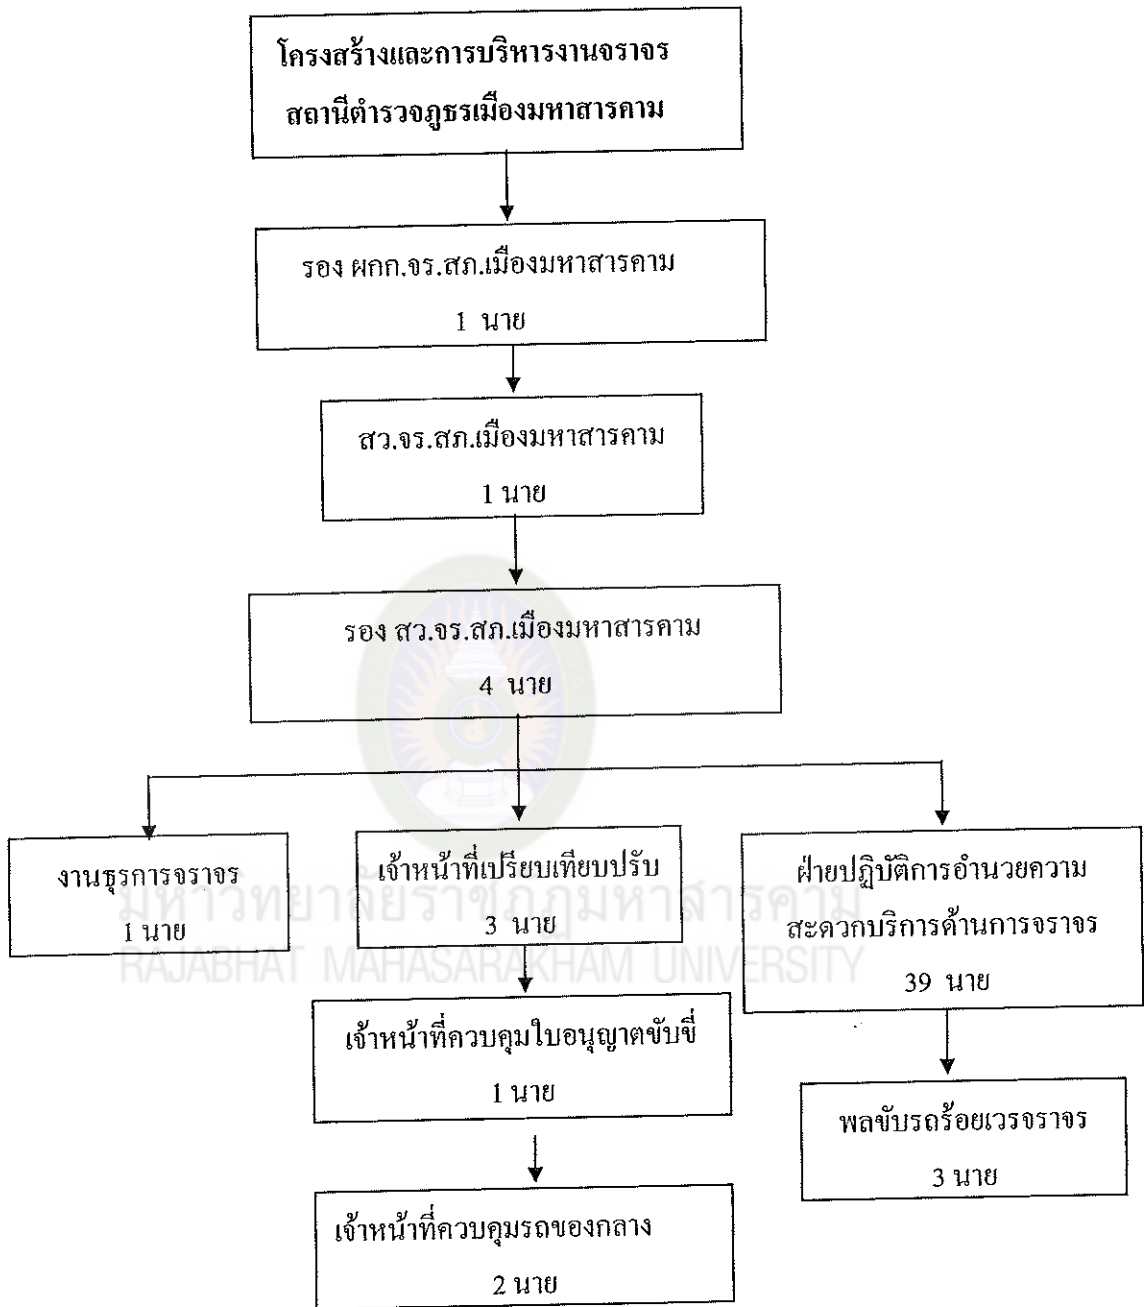 โครงสร้างและการบริหารงานจราจร
สถานีตำรวจภูธรเมืองมหาสารคาม
รอง ผกก.จร.สภ.เมืองมหาสารคาม
1 นาย
สว.จร.สภ.เมืองมหาสารคาม
1 นาย
รอง สว.จร.สภ.เมืองมหาสารคาม
4 นาย
งานธุรการจราจร
1 นาย
เจ้าหน้าที่เปรียบเทียบปรับ
3 นาย
ฝ่ายปฏิบัติการอำนวยความ
สะดวกบริการด้านการจราจร
39 นาย
มหาวิทยาลัยราชภัฏมหาสารคาม
RAJABHAT MAHASARAKHAM UNIVERSITY
เจ้าหน้าที่ควบคุมใบอนุญาตขับขี่
1 นาย
พลขับรถร้อยเวรจราจร
3 นาย
เจ้าหน้าที่ควบคุมรถของกลาง
2 นาย